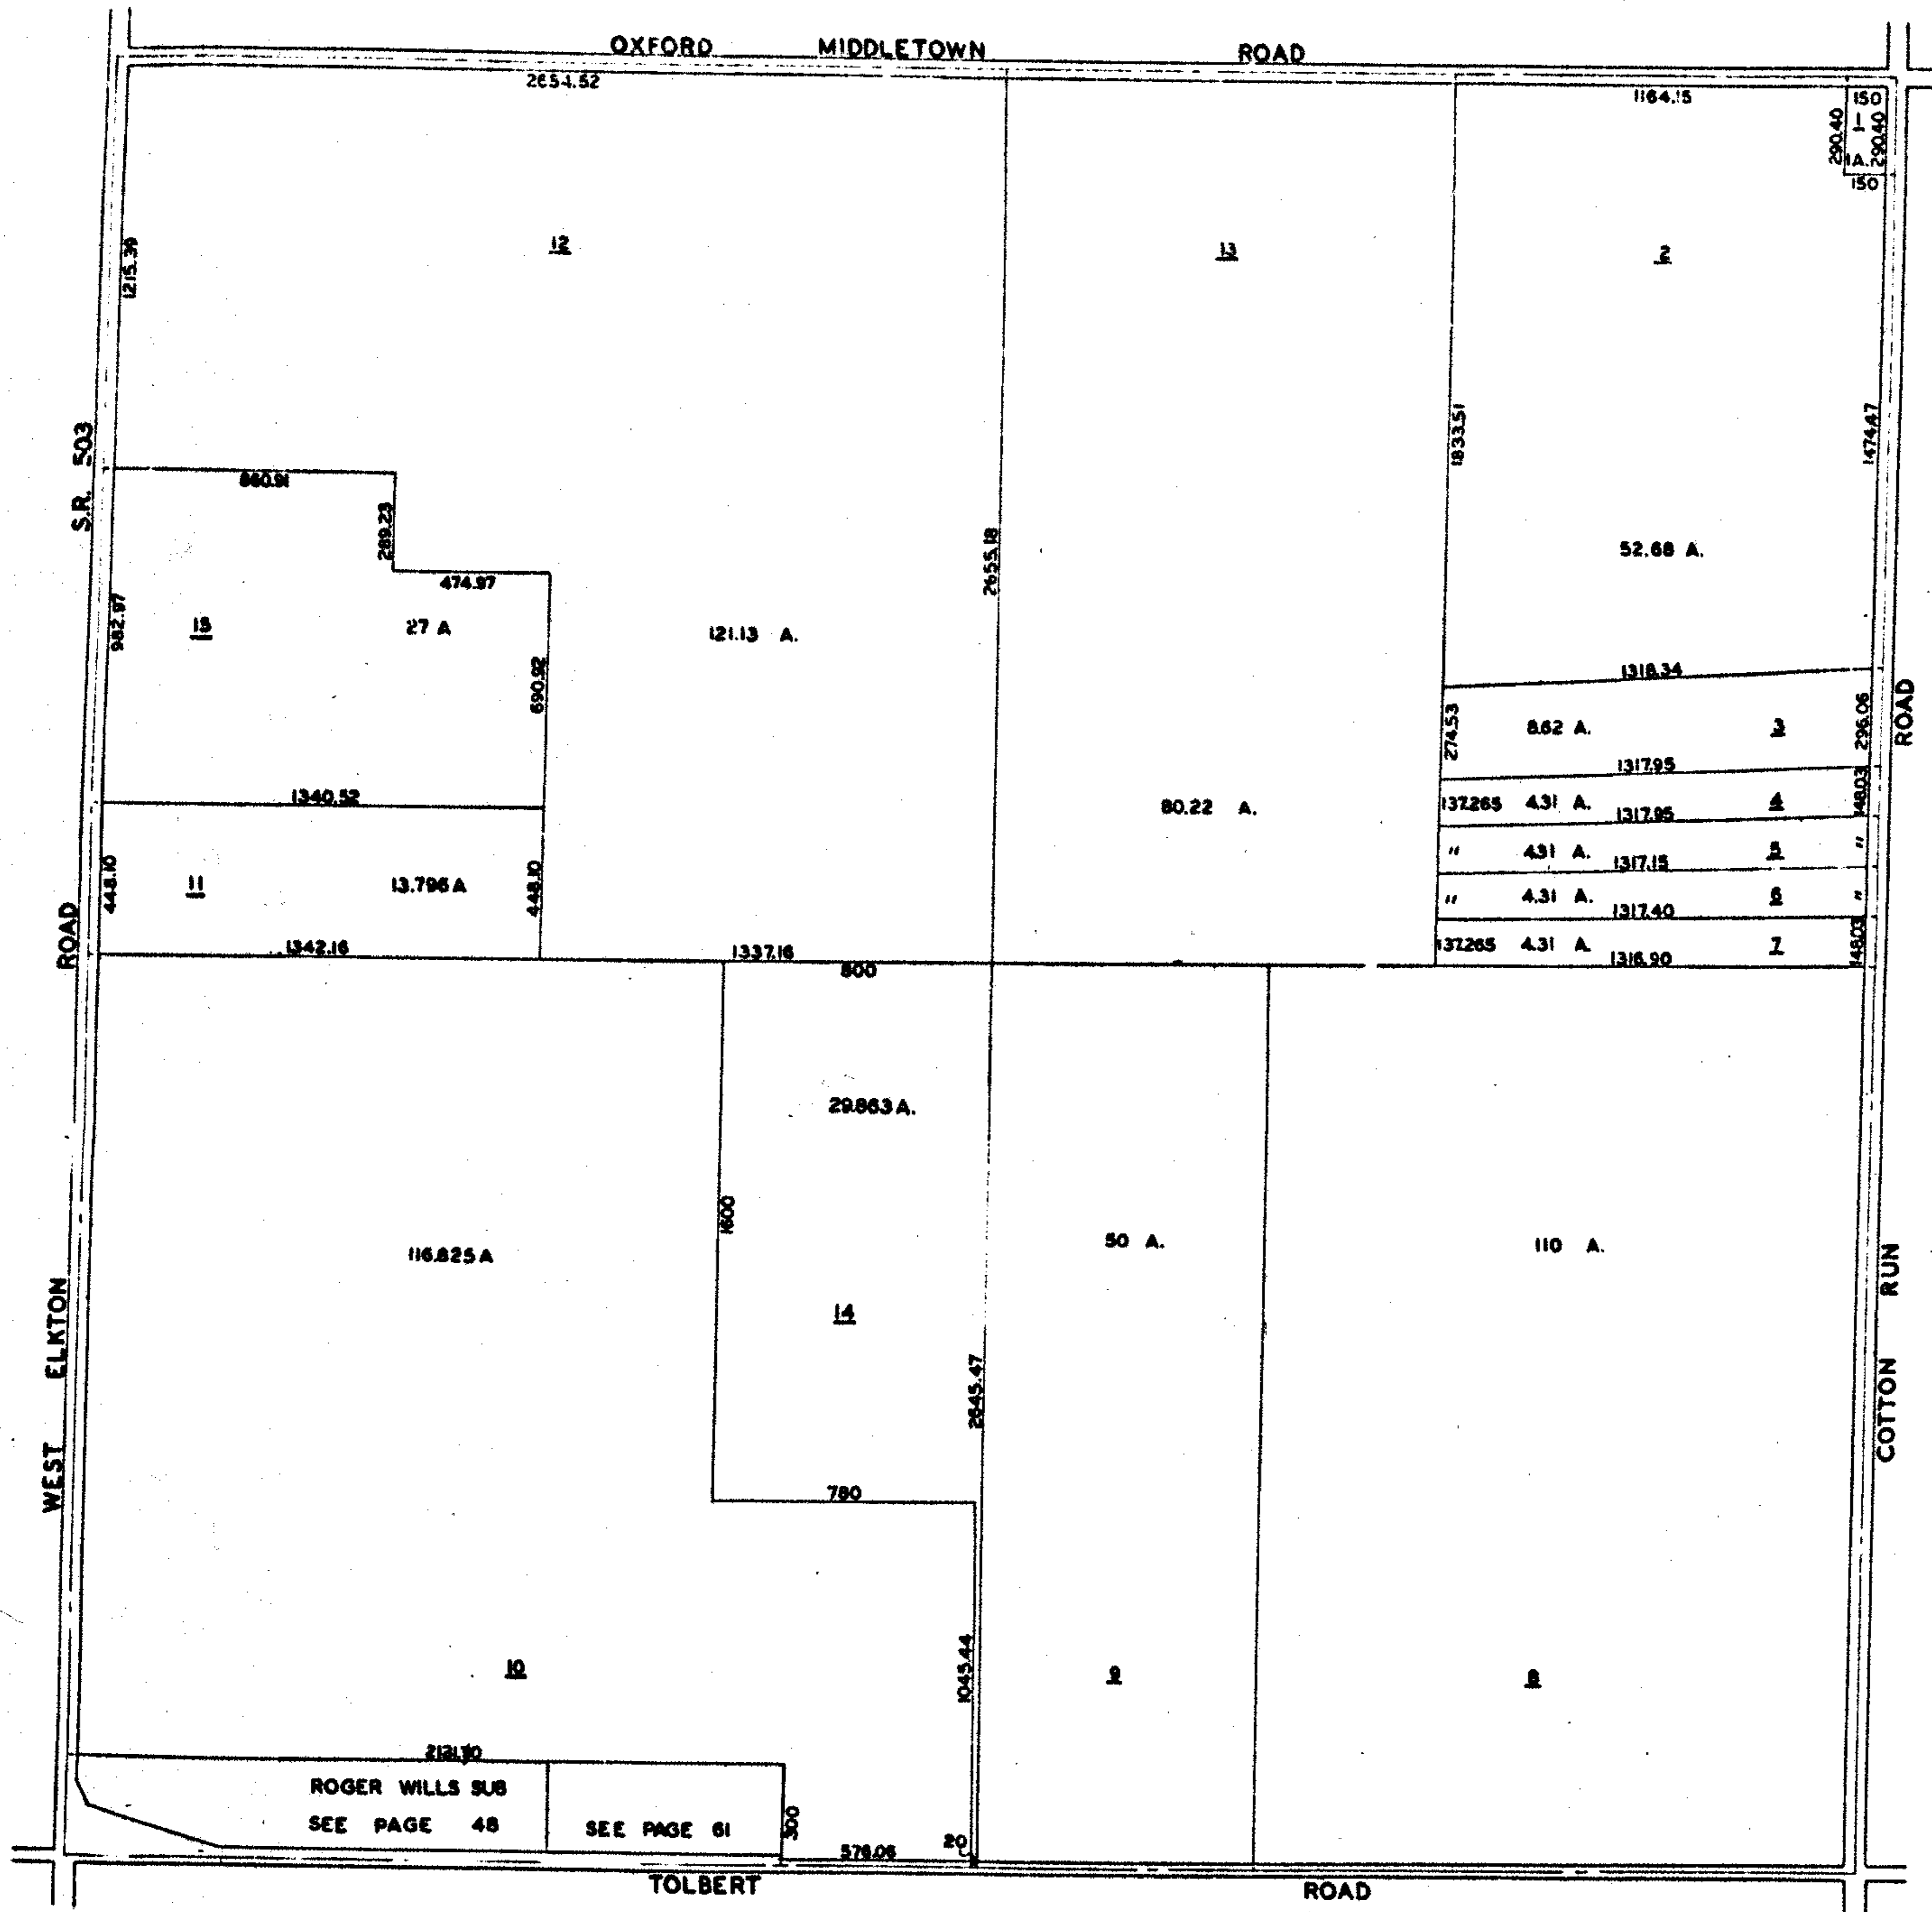 OXFORD MIDDLETOWN ROAD
2654.52
1164.15
150
290.40
1
290.40
1A.
150
1215.39
12
13
2
S.R. 503
1833.51
1474.47
860.91
289.23
2655.18
52.68 A.
474.97
982.97
15
27 A
121.13 A.
690.92
1318.34
274.53
8.62 A.
3
296.06
ROAD
1317.95
1340.52
80.22 A.
137.265 4.31 A.
4
148.03
1317.95
" 4.31 A.
5
"
1317.15
448.10
11
13.796 A
448.10
" 4.31 A.
6
"
1317.40
ROAD
1342.16
1337.16
800
137.265 4.31 A.
7
148.03
1316.90
29.863 A.
1600
116.825 A
50 A.
110 A.
14
WEST ELKTON
COTTON RUN
2645.47
780
1045.44
10
9
8
ROGER WILLS SUB
SEE PAGE 48
SEE PAGE 61
300
576.06
20
TOLBERT ROAD